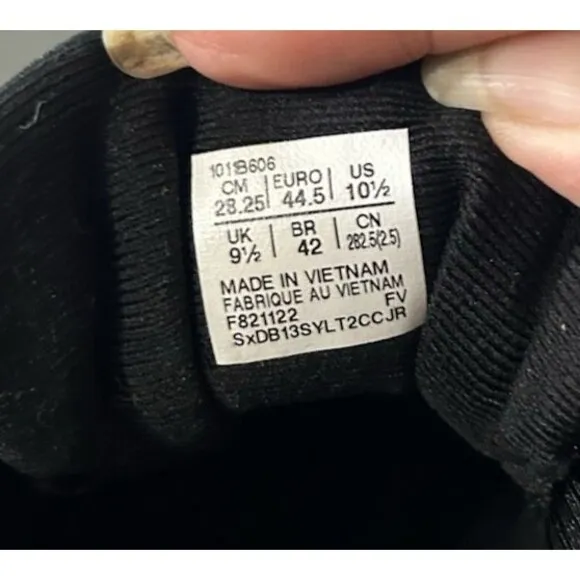 1011B606
CM | EURO | US
28.25 | 44.5 | 10½
UK | BR | CN
9½ | 42 | 282.5(2.5)
MADE IN VIETNAM
FABRIQUE AU VIETNAM
F821122 FV
SxDB13SYLT2CCJR